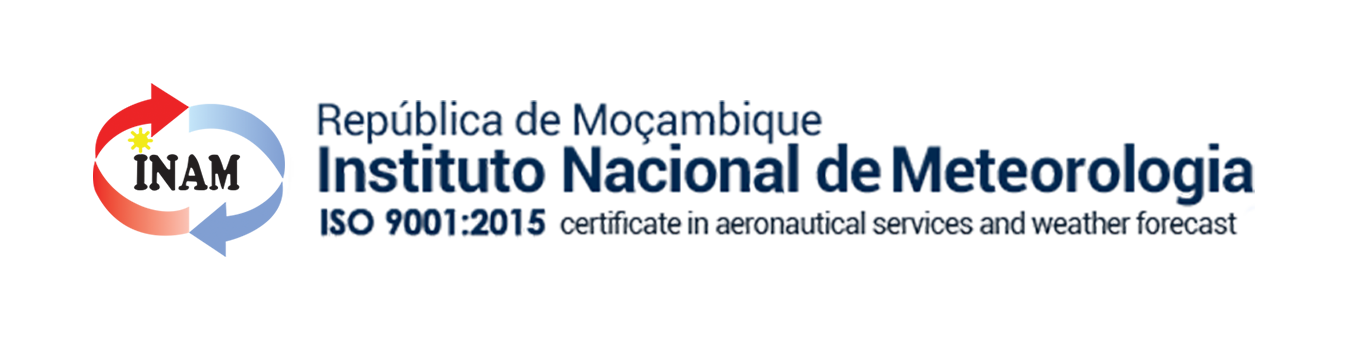 INAM
República de Moçambique
Instituto Nacional de Meteorologia
ISO 9001:2015 certificate in aeronautical services and weather forecast